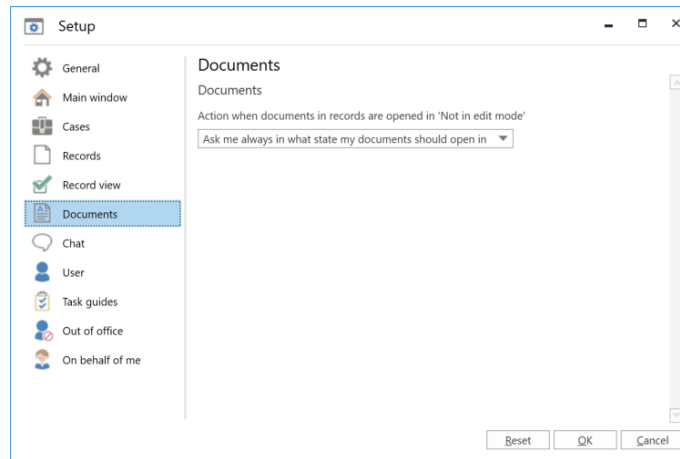 Setup
General
Main window
Cases
Records
Record view
Documents
Chat
User
Task guides
Out of office
On behalf of me
Documents
Documents
Action when documents in records are opened in 'Not in edit mode'
Ask me always in what state my documents should open in
Reset OK Cancel